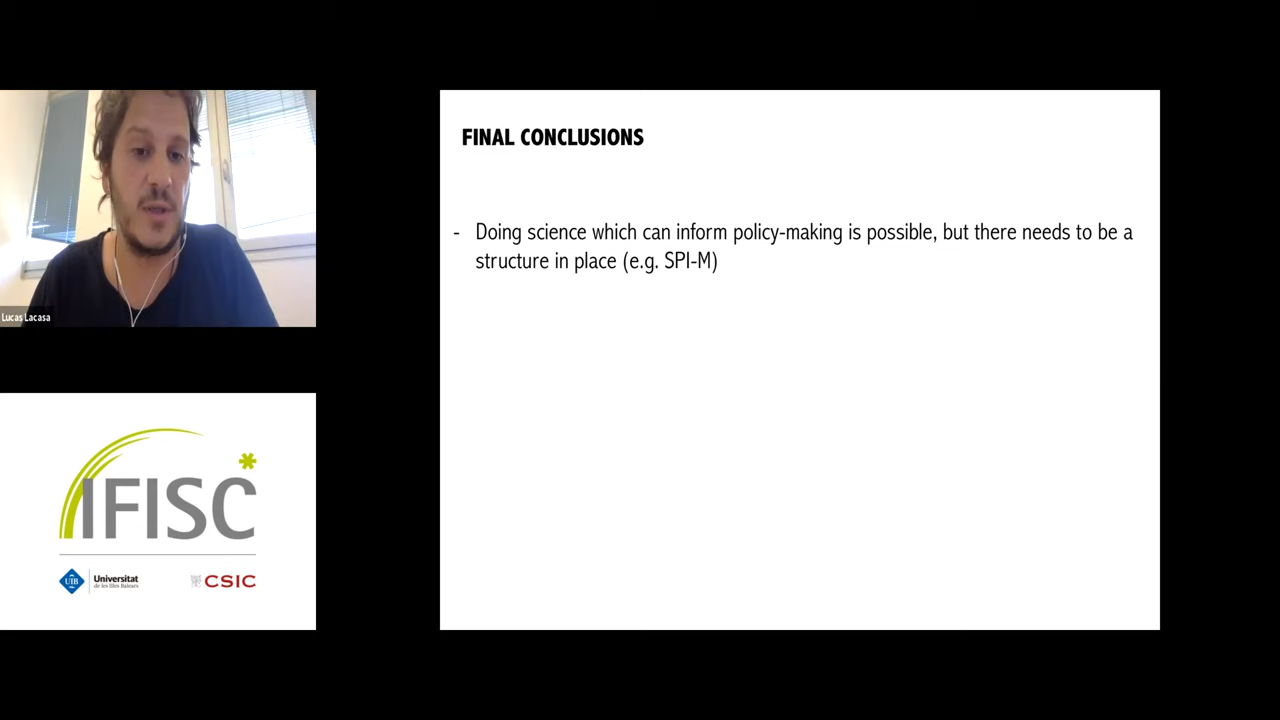 FINAL CONCLUSIONS
- Doing science which can inform policy-making is possible, but there needs to be a
structure in place (e.g. SPI-M)
Lucas Lacasa
IFISC
UIB
Universitat
de les Illes Balears
CSIC